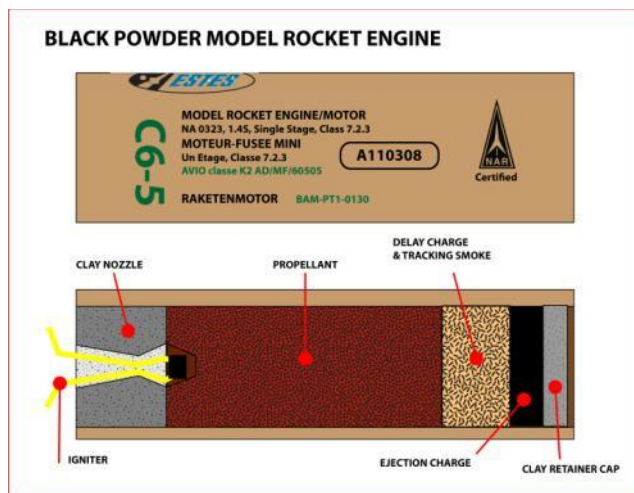 BLACK POWDER MODEL ROCKET ENGINE
ESTES
C6-5
MODEL ROCKET ENGINE/MOTOR
NA 0323, 1.4S, Single Stage, Class 7.2.3
MOTEUR-FUSEE MINI
Un Etage, Classe 7.2.3
AVIO classe K2 AD/MF/60505
RAKETENMOTOR BAM-PT1-0130
A110308
NAR
Certified
DELAY CHARGE
& TRACKING SMOKE
CLAY NOZZLE
PROPELLANT
IGNITER
EJECTION CHARGE
CLAY RETAINER CAP